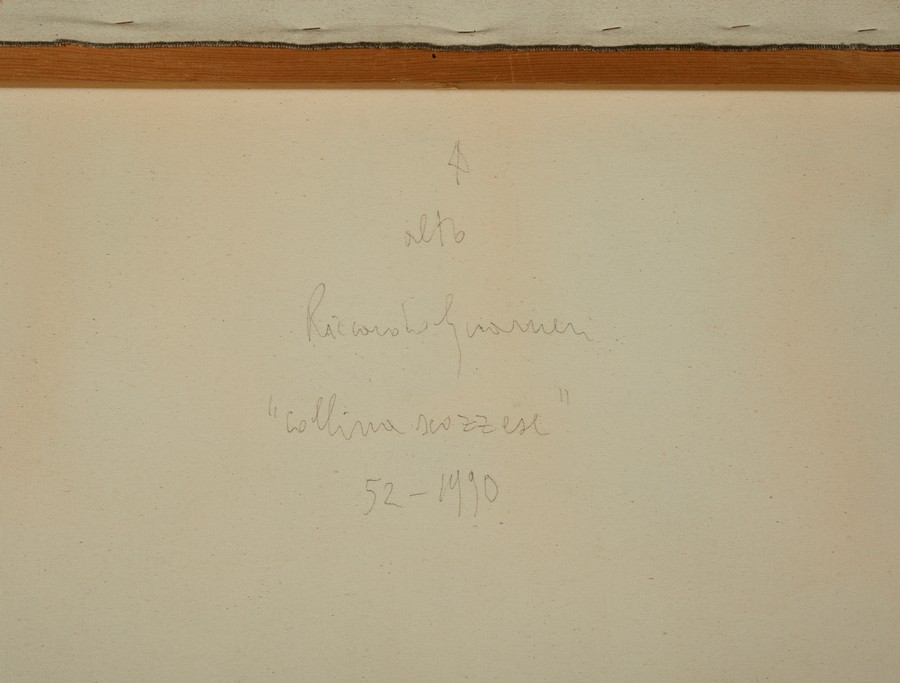 alto
Riccardo Guarneri
"collina scozzese"
52-1990